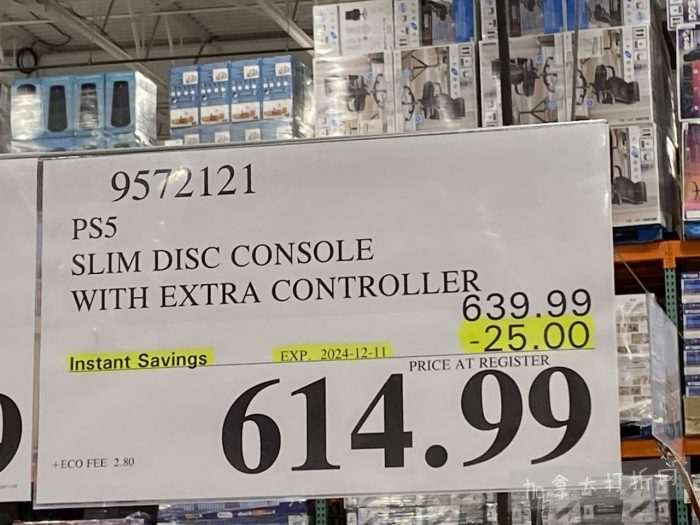 9572121
PS5
SLIM DISC CONSOLE
WITH EXTRA CONTROLLER
639.99
-25.00
Instant Savings EXP. 2024-12-11
PRICE AT REGISTER
614.99
+ECO FEE 2.80
加拿大打折网